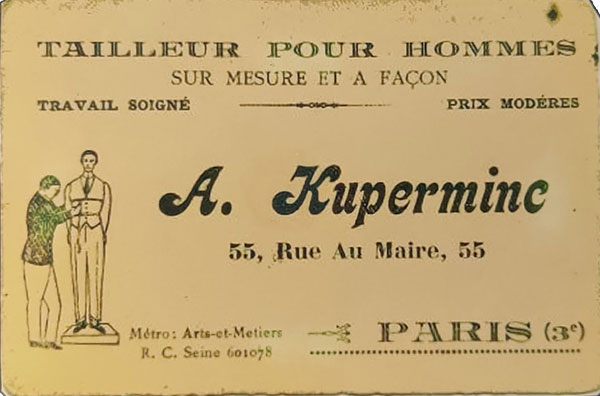 TAILLEUR POUR HOMMES
SUR MESURE ET A FAÇON
TRAVAIL SOIGNÉ PRIX MODÉRES
A. Kuperminc
55, Rue Au Maire, 55
Métro: Arts-et-Metiers
R. C. Seine 601078
PARIS (3e)